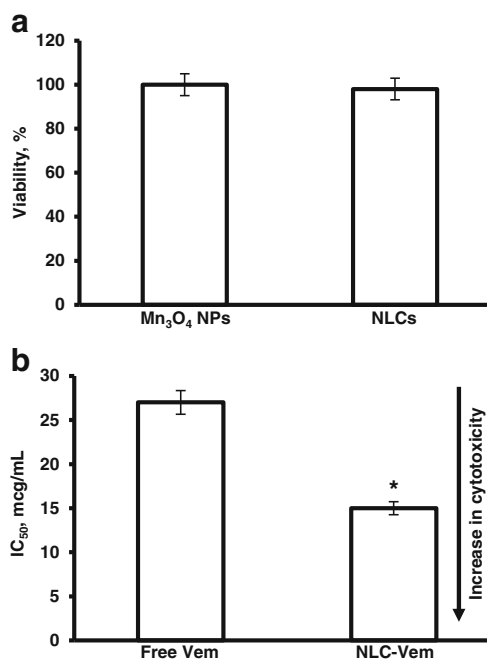 a
120
100
80
60
40
20
0
Viability, %
Mn₃O₄ NPs
NLCs
b
30
25
20
15
10
5
0
IC₅₀, mcg/mL
*
Increase in cytotoxicity
Free Vem
NLC-Vem